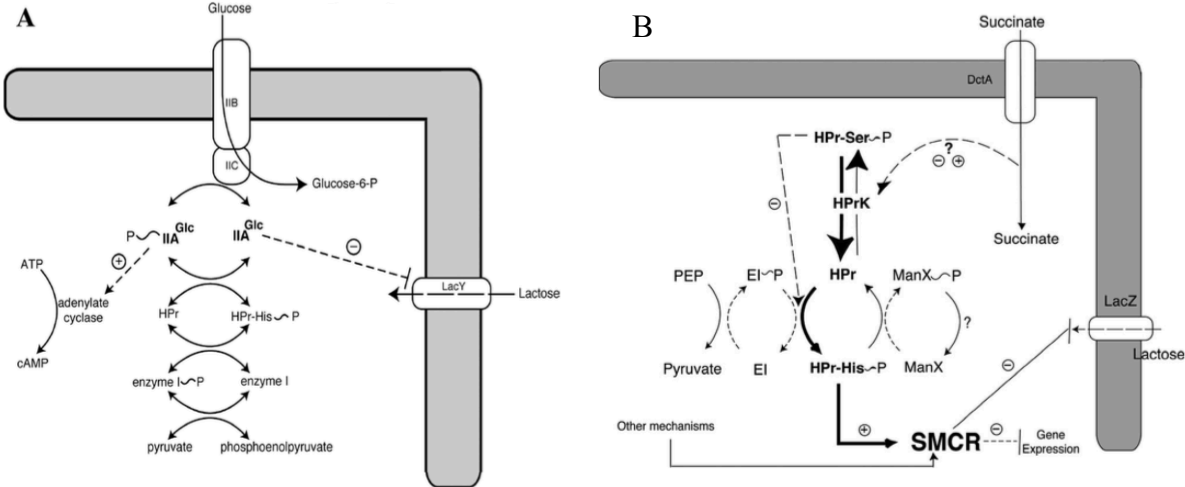 A
Glucose
IIB
IIC
Glucose-6-P
P IIA^Glc
IIA^Glc
+
−
ATP
adenylate
cyclase
cAMP
LacY
Lactose
HPr
HPr-His P
enzyme I P
enzyme I
pyruvate
phosphoenolpyruvate
B
Succinate
DctA
HPr-Ser P
?
− +
−
HPrK
Succinate
PEP
EI P
HPr
ManX P
LacZ
?
Lactose
Pyruvate
EI
HPr-His P
ManX
−
Other mechanisms
+
SMCR
−
Gene
Expression